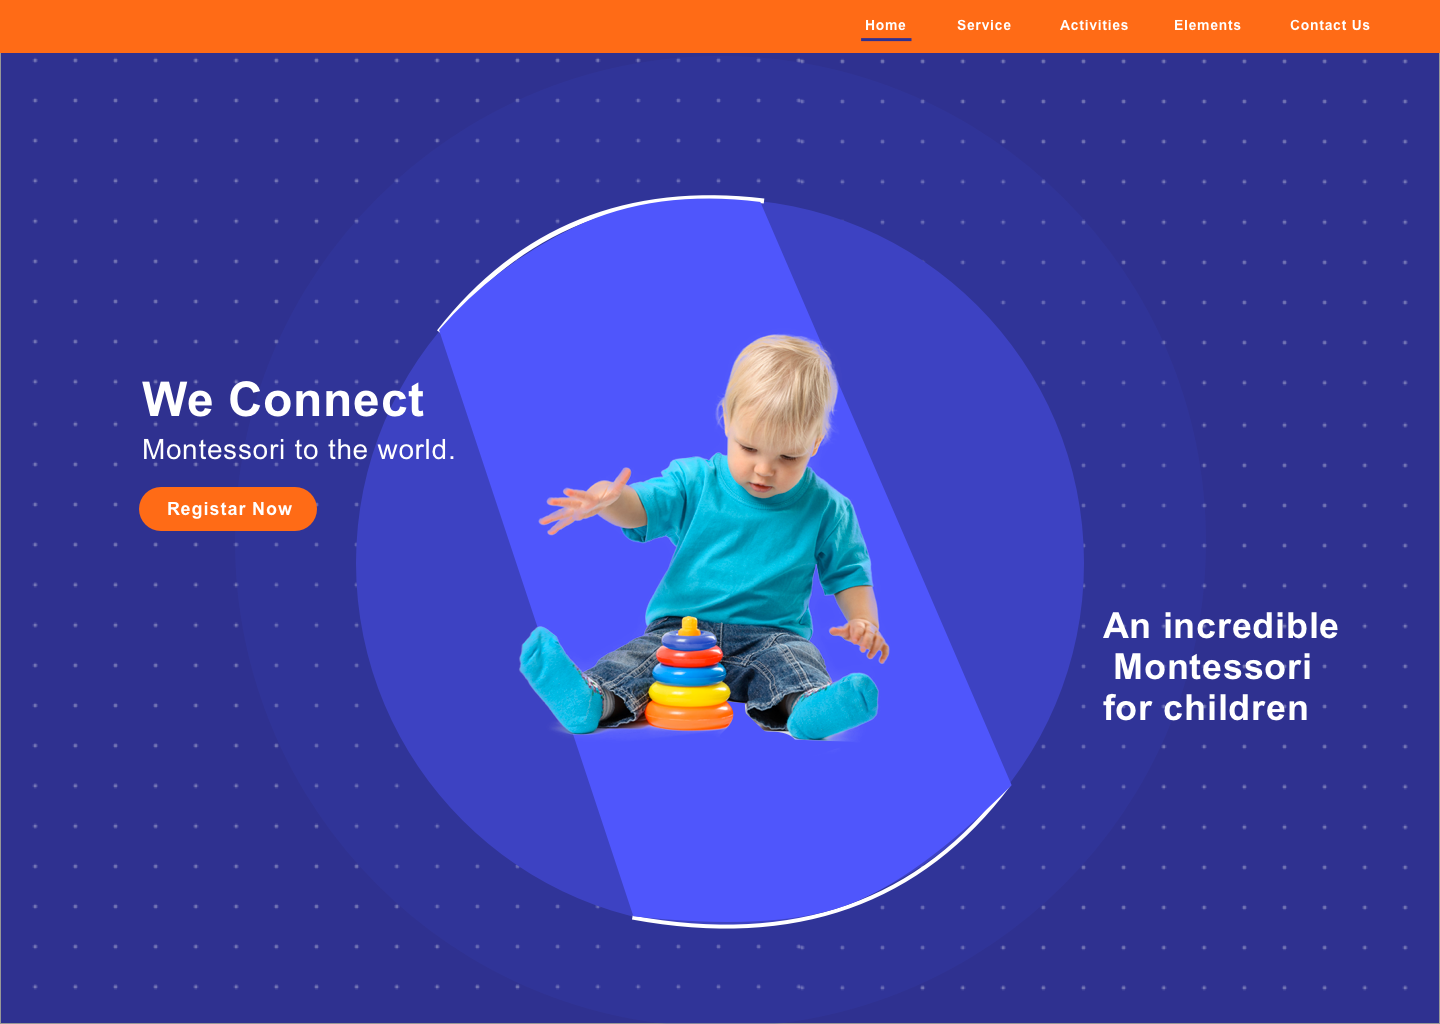 Home Service Activities Elements Contact Us
We Connect
Montessori to the world.
Registar Now
An incredible
Montessori
for children